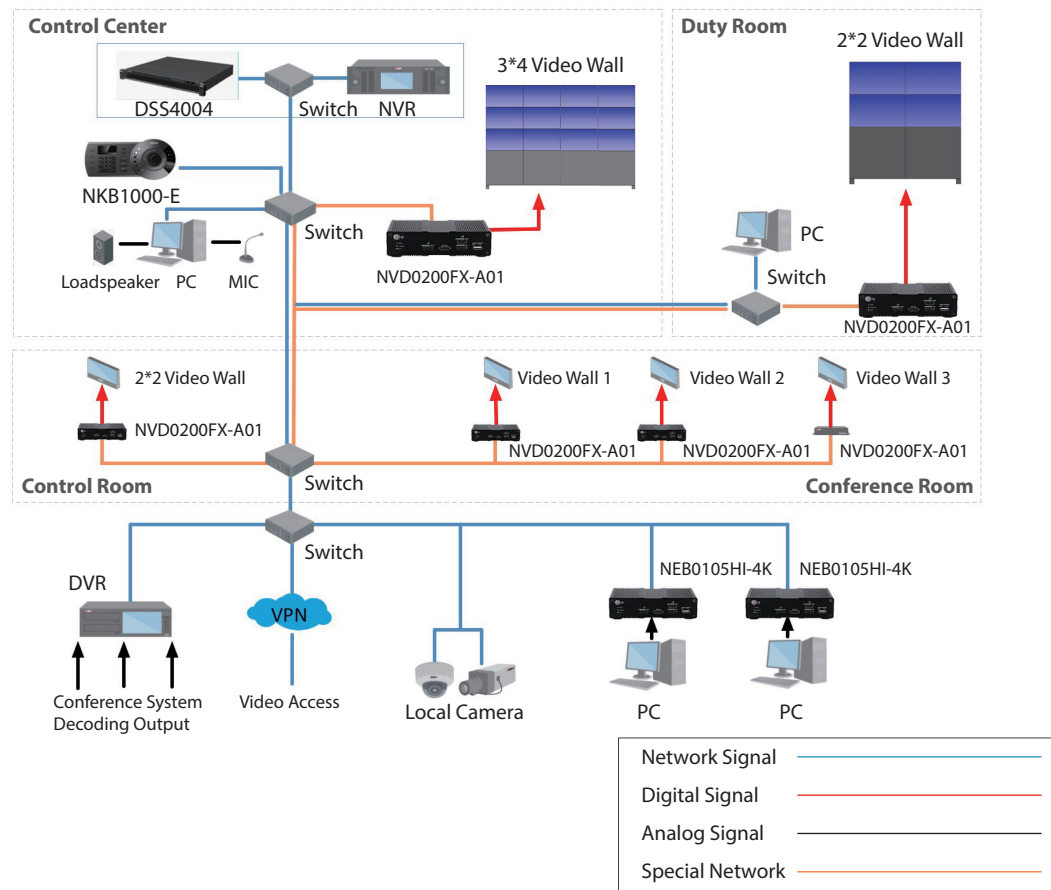 Control Center
Duty Room
2*2 Video Wall
3*4 Video Wall
DSS4004
Switch
NVR
NKB1000-E
Switch
PC
Loadspeaker
PC
MIC
NVD0200FX-A01
Switch
NVD0200FX-A01
2*2 Video Wall
Video Wall 1
Video Wall 2
Video Wall 3
NVD0200FX-A01
NVD0200FX-A01
NVD0200FX-A01
NVD0200FX-A01
Control Room
Switch
Conference Room
Switch
DVR
NEB0105HI-4K
NEB0105HI-4K
VPN
Conference System
Decoding Output
Video Access
Local Camera
PC
PC
Network Signal
Digital Signal
Analog Signal
Special Network